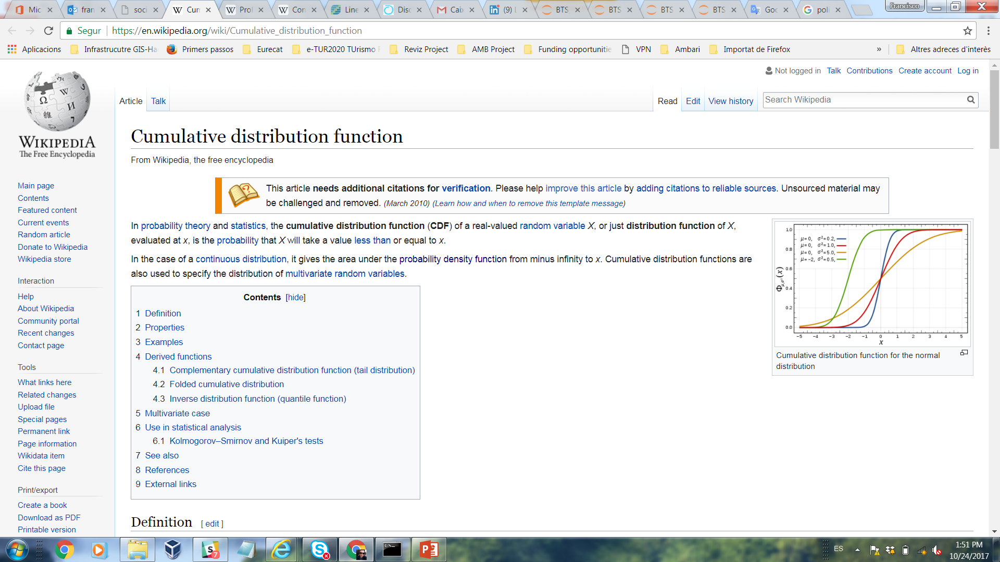 Mic
fran
soci
Cun
Prol
Con
Line
Disc
Caix
(9) L
BTS
BTS
BTS
BTS
Goc
poli
Francisco
Segur
https://en.wikipedia.org/wiki/Cumulative_distribution_function
Aplicacions
Infrastrucutre GIS-Ha
Primers passos
Eurecat
e-TUR2020 TUrismo F
Reviz Project
AMB Project
Funding opportunitie
VPN
Ambari
Importat de Firefox
»
Altres adreces d'interès
Not logged in Talk Contributions Create account Log in
Article Talk
Read Edit View history
Search Wikipedia
WIKIPEDIA
The Free Encyclopedia
Main page
Contents
Featured content
Current events
Random article
Donate to Wikipedia
Wikipedia store
Interaction
Help
About Wikipedia
Community portal
Recent changes
Contact page
Tools
What links here
Related changes
Upload file
Special pages
Permanent link
Page information
Wikidata item
Cite this page
Print/export
Create a book
Download as PDF
Printable version
Cumulative distribution function
From Wikipedia, the free encyclopedia
This article needs additional citations for verification. Please help improve this article by adding citations to reliable sources. Unsourced material may
be challenged and removed. (March 2010) (Learn how and when to remove this template message)
In probability theory and statistics, the cumulative distribution function (CDF) of a real-valued random variable X, or just distribution function of X,
evaluated at x, is the probability that X will take a value less than or equal to x.
In the case of a continuous distribution, it gives the area under the probability density function from minus infinity to x. Cumulative distribution functions are
also used to specify the distribution of multivariate random variables.
Contents [hide]
1 Definition
2 Properties
3 Examples
4 Derived functions
4.1 Complementary cumulative distribution function (tail distribution)
4.2 Folded cumulative distribution
4.3 Inverse distribution function (quantile function)
5 Multivariate case
6 Use in statistical analysis
6.1 Kolmogorov–Smirnov and Kuiper's tests
7 See also
8 References
9 External links
μ=0, σ²=0.2,
μ=0, σ²=1.0,
μ=0, σ²=5.0,
μ=-2, σ²=0.5,
1.0
0.8
0.6
0.4
0.2
0.0
Φμ,σ²(x)
-5 -4 -3 -2 -1 0 1 2 3 4 5
X
Cumulative distribution function for the normal
distribution
Definition [ edit ]
7
ES
1:51 PM
10/24/2017